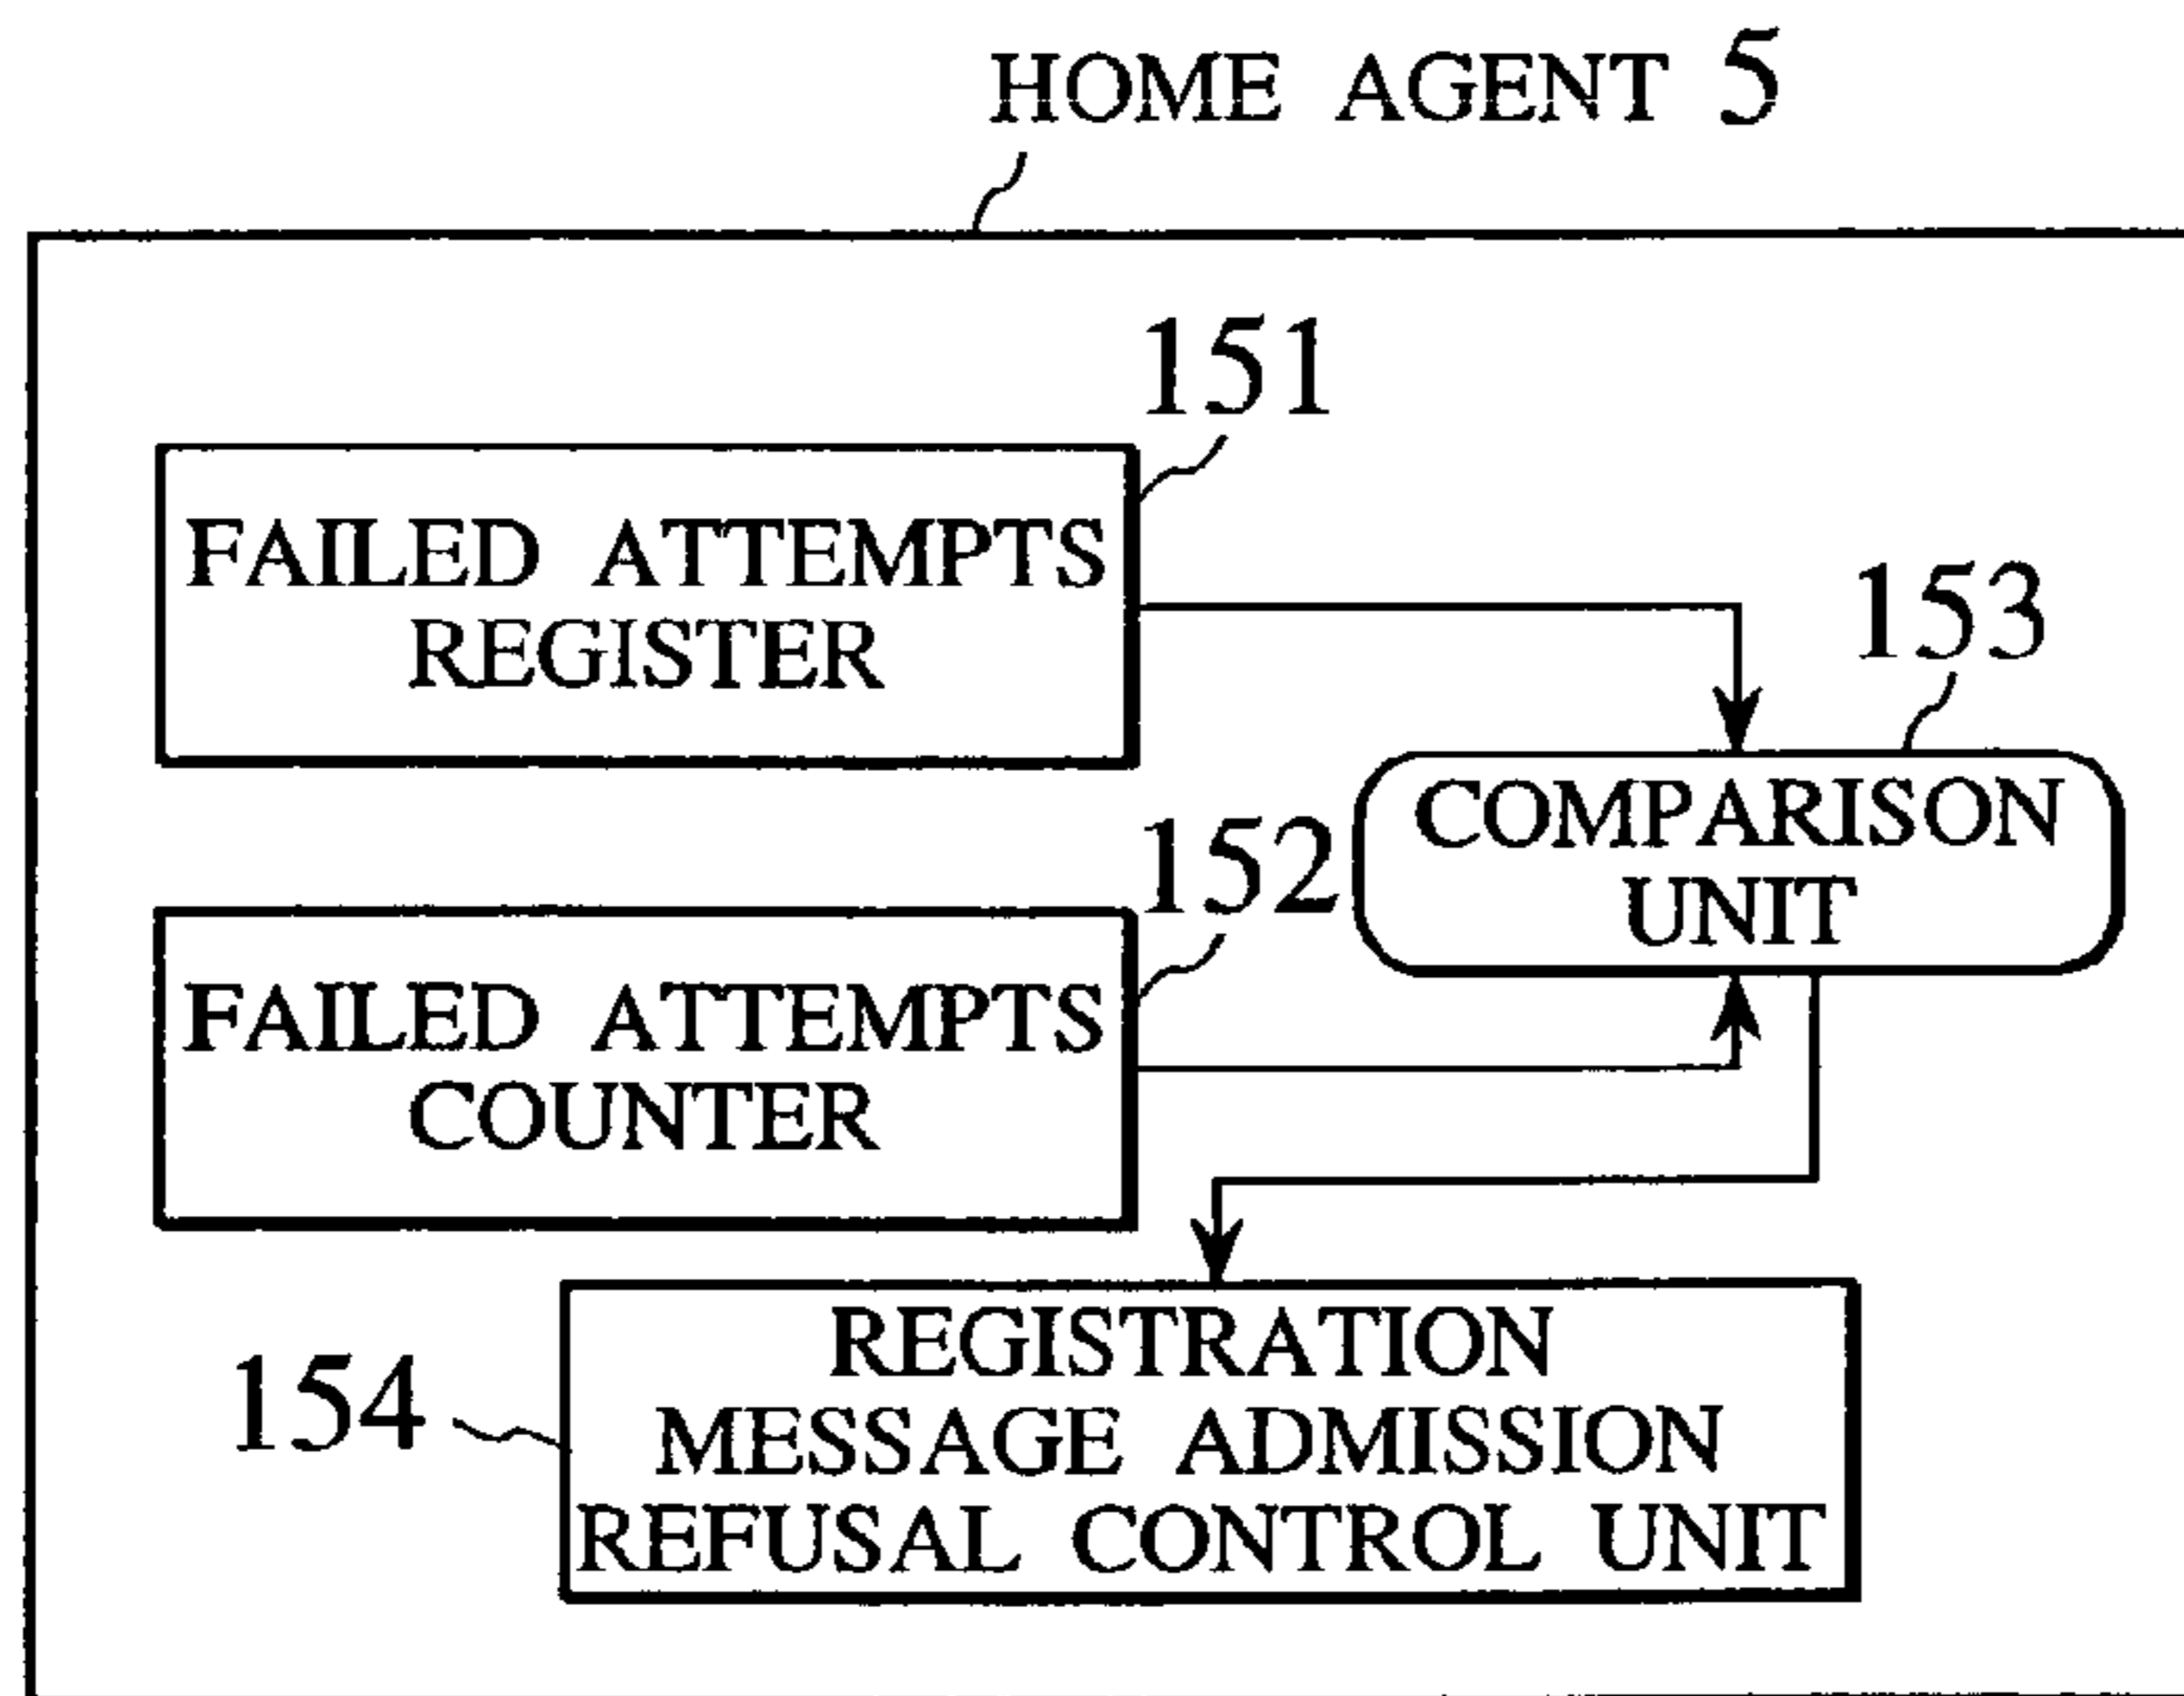 HOME AGENT 5
151
FAILED ATTEMPTS
REGISTER
153
COMPARISON
UNIT
152
FAILED ATTEMPTS
COUNTER
154
REGISTRATION
MESSAGE ADMISSION
REFUSAL CONTROL UNIT